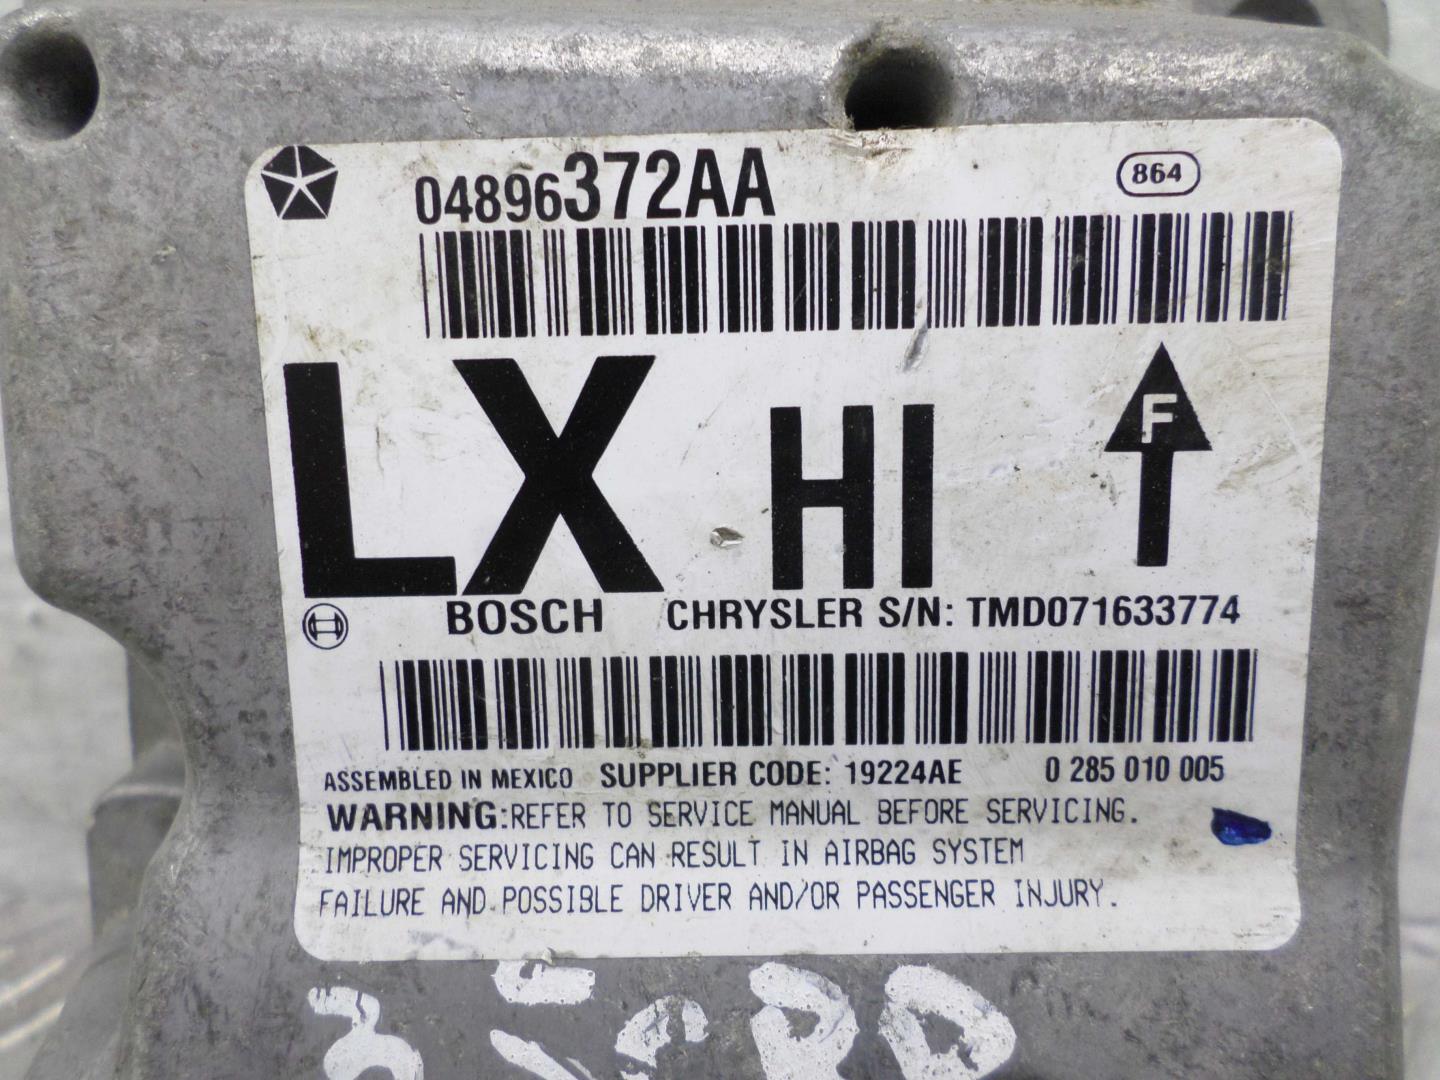 04896372AA
864
LX HI
F
BOSCH CHRYSLER S/N: TMD071633774
ASSEMBLED IN MEXICO SUPPLIER CODE: 19224AE 0 285 010 005
WARNING:REFER TO SERVICE MANUAL BEFORE SERVICING.
IMPROPER SERVICING CAN RESULT IN AIRBAG SYSTEM
FAILURE AND POSSIBLE DRIVER AND/OR PASSENGER INJURY.